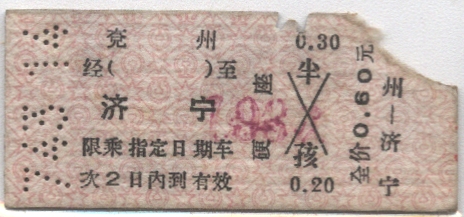 兖 州
经( )至
济 宁
限乘指定日期车
次2日内到有效
0.30
半
孩
0.20
全价0.60元
州—济宁